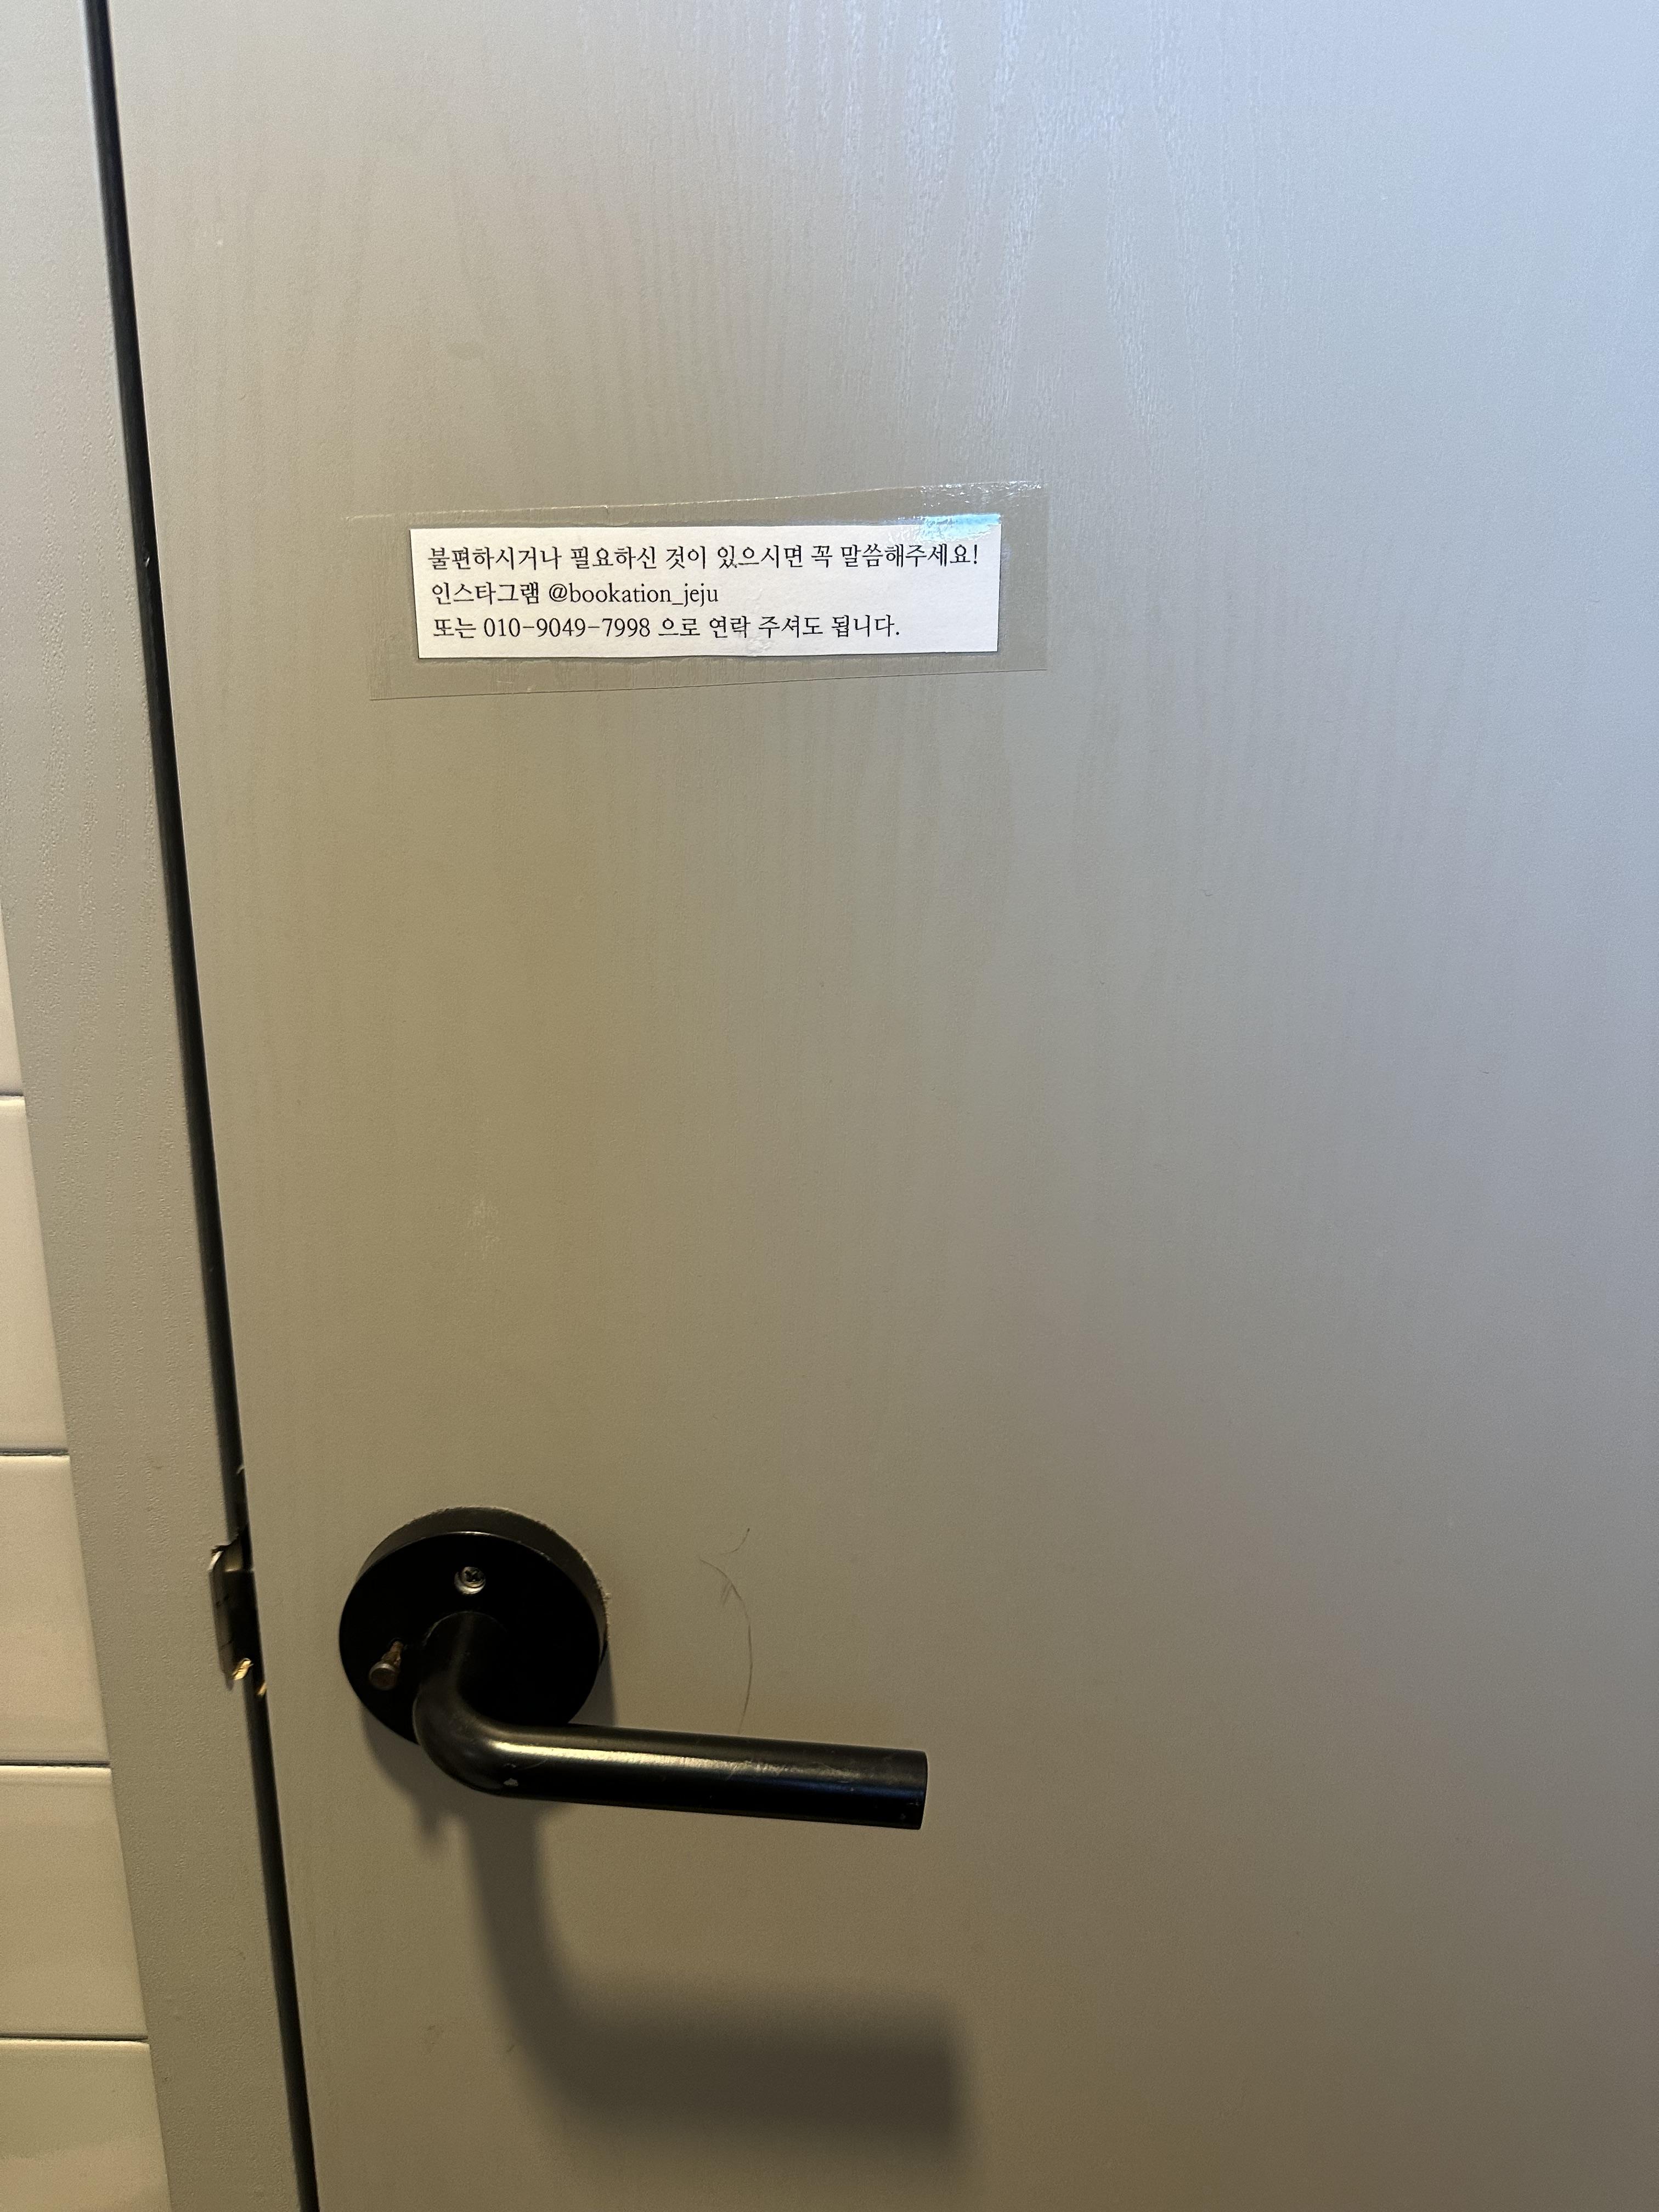 불편하시거나 필요하신 것이 있으시면 꼭 말씀해주세요!
인스타그램 @bookation_jeju
또는 010-9049-7998 으로 연락 주셔도 됩니다.